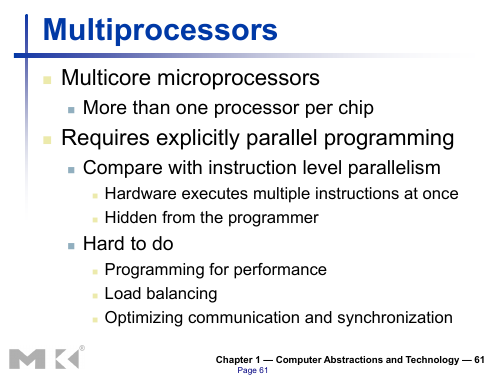 Multiprocessors
Multicore microprocessors
More than one processor per chip
Requires explicitly parallel programming
Compare with instruction level parallelism
Hardware executes multiple instructions at once
Hidden from the programmer
Hard to do
Programming for performance
Load balancing
Optimizing communication and synchronization
MK®
Chapter 1 — Computer Abstractions and Technology — 61
Page 61